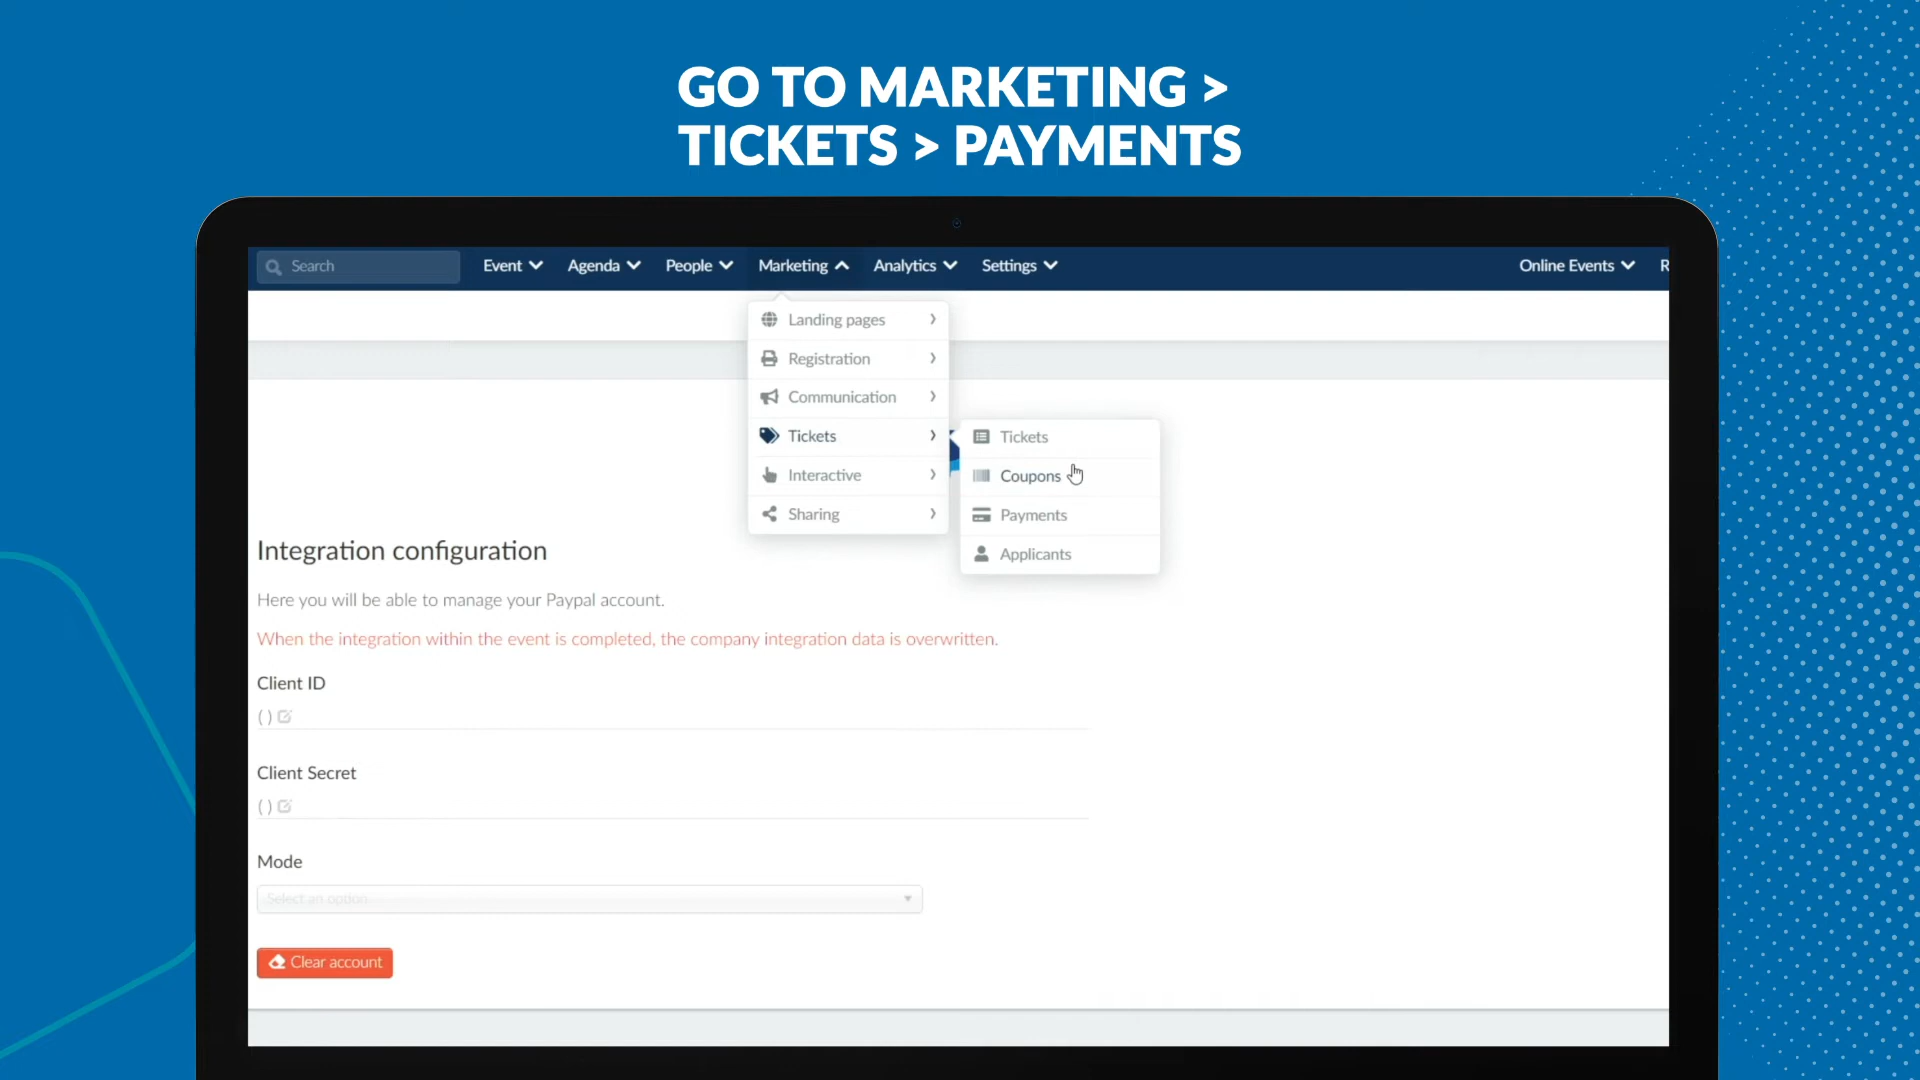 GO TO MARKETING >
TICKETS > PAYMENTS
Search
Event
Agenda
People
Marketing
Analytics
Settings
Online Events
R
Landing pages
Registration
Communication
Tickets
Interactive
Sharing
Tickets
Coupons
Payments
Applicants
Integration configuration
Here you will be able to manage your Paypal account.
When the integration within the event is completed, the company integration data is overwritten.
Client ID
( )
Client Secret
( )
Mode
Select an option
Clear account